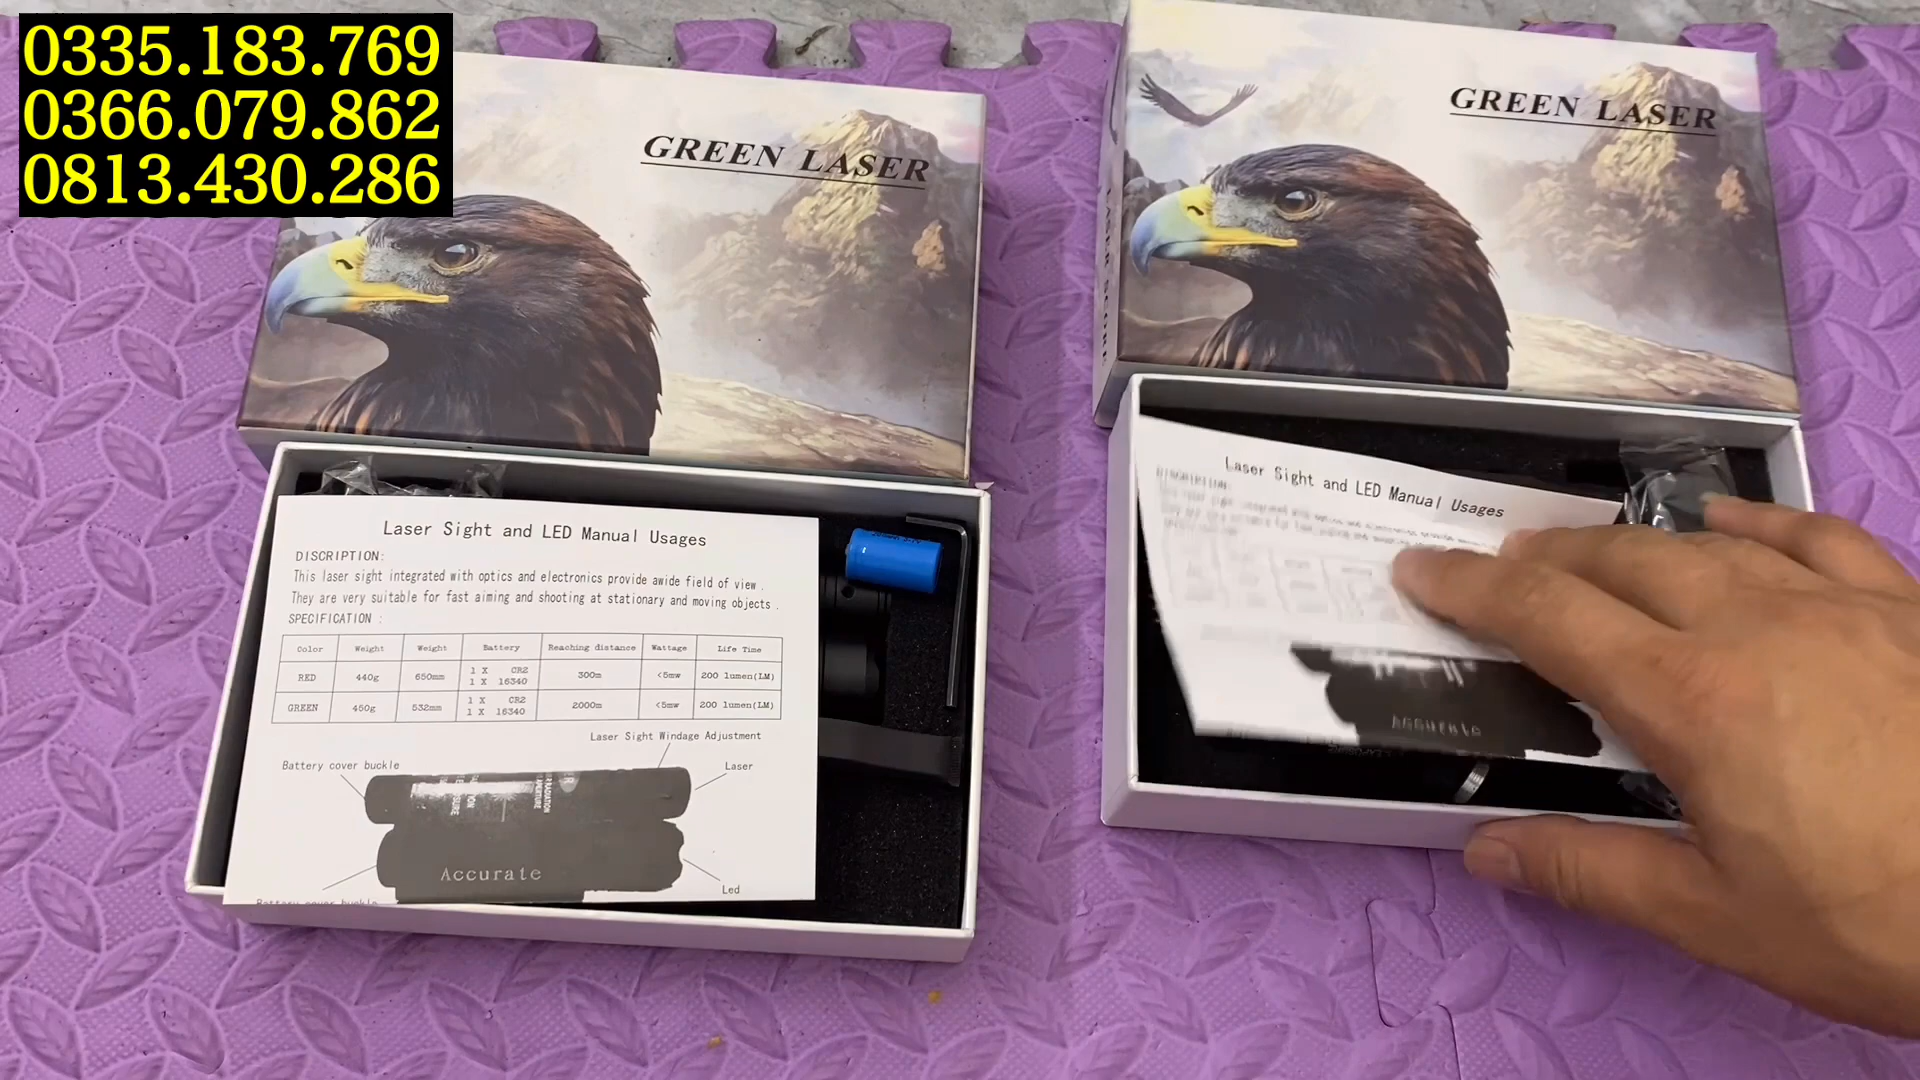 0335.183.769
0366.079.862
0813.430.286
GREEN LASER
Laser Sight and LED Manual Usages
DISCRIPTION:
This laser sight integrated with optics and electronics provide awide field of view .
They are very suitable for fast aiming and shooting at stationary and moving objects .
SPECIFICATION :
Color Weight Weight Battery Reaching distance Wattage Life Time
RED 440g 650mm 1 X CR2 1 X 16340 300m <5mw 200 lumen(LM)
GREEN 450g 532mm 1 X CR2 1 X 16340 2000m <5mw 200 lumen(LM)
Laser Sight Windage Adjustment
Battery cover buckle
Laser
Accurate
Led
Battery cover buckle
GREEN LASER
Laser Sight and LED Manual Usages
Accurate